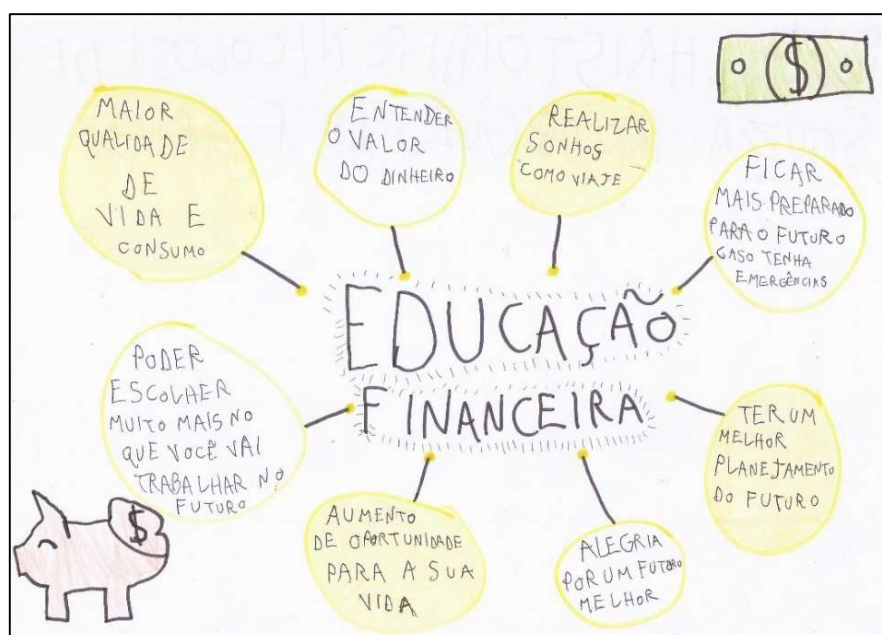 MAIOR
QUALIDADE
DE
VIDA E
CONSUMO
ENTENDER
O VALOR
DO DINHEIRO
REALIZAR
SONHOS
COMO VIAJE
$
FICAR
MAIS PREPARADO
PARA O FUTURO
CASO TENHA
EMERGÊNCIAS
EDUCAÇÃO
FINANCEIRA
PODER
ESCOLHER
MUITO MAIS NO
QUE VOCÊ VAI
TRABALHAR NO
FUTURO
AUMENTO
DE OPORTUNIDADE
PARA A SUA
VIDA
ALEGRIA
POR UM FUTURO
MELHOR
TER UM
MELHOR
PLANEJAMENTO
DO FUTURO
$